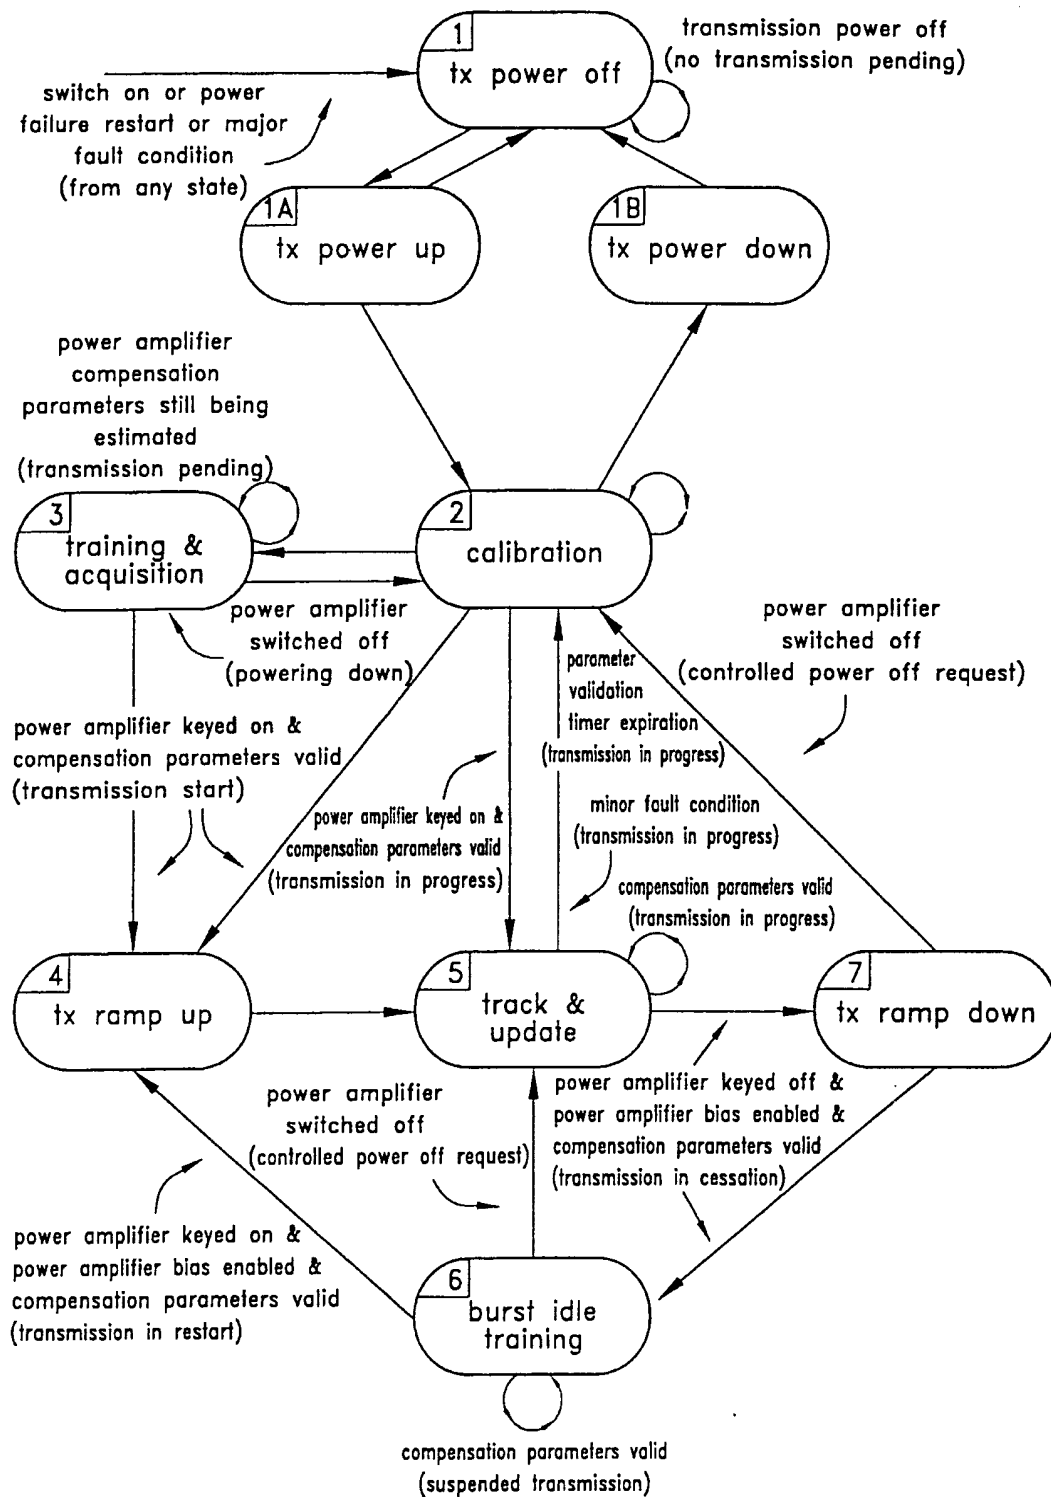 1
tx power off
transmission power off
(no transmission pending)
switch on or power
failure restart or major
fault condition
(from any state)
1A
tx power up
1B
tx power down
power amplifier
compensation
parameters still being
estimated
(transmission pending)
3
training &
acquisition
2
calibration
power amplifier
switched off
(powering down)
power amplifier
switched off
(controlled power off request)
parameter
validation
timer expiration
(transmission in progress)
power amplifier keyed on &
compensation parameters valid
(transmission start)
power amplifier keyed on &
compensation parameters valid
(transmission in progress)
minor fault condition
(transmission in progress)
compensation parameters valid
(transmission in progress)
4
tx ramp up
5
track &
update
7
tx ramp down
power amplifier
switched off
(controlled power off request)
power amplifier keyed off &
power amplifier bias enabled &
compensation parameters valid
(transmission in cessation)
power amplifier keyed on &
power amplifier bias enabled &
compensation parameters valid
(transmission in restart)
6
burst idle
training
compensation parameters valid
(suspended transmission)